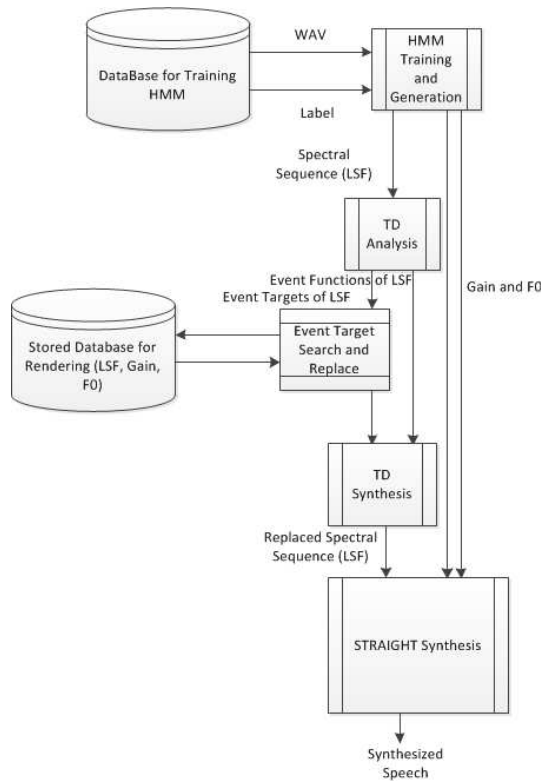 WAV
DataBase for Training
HMM
HMM
Training
and
Generation
Label
Spectral
Sequence (LSF)
TD
Analysis
Event Functions of LSF
Event Targets of LSF
Gain and F0
Stored Database for
Rendering (LSF, Gain,
F0)
Event Target
Search and
Replace
TD
Synthesis
Replaced Spectral
Sequence (LSF)
STRAIGHT Synthesis
Synthesized
Speech